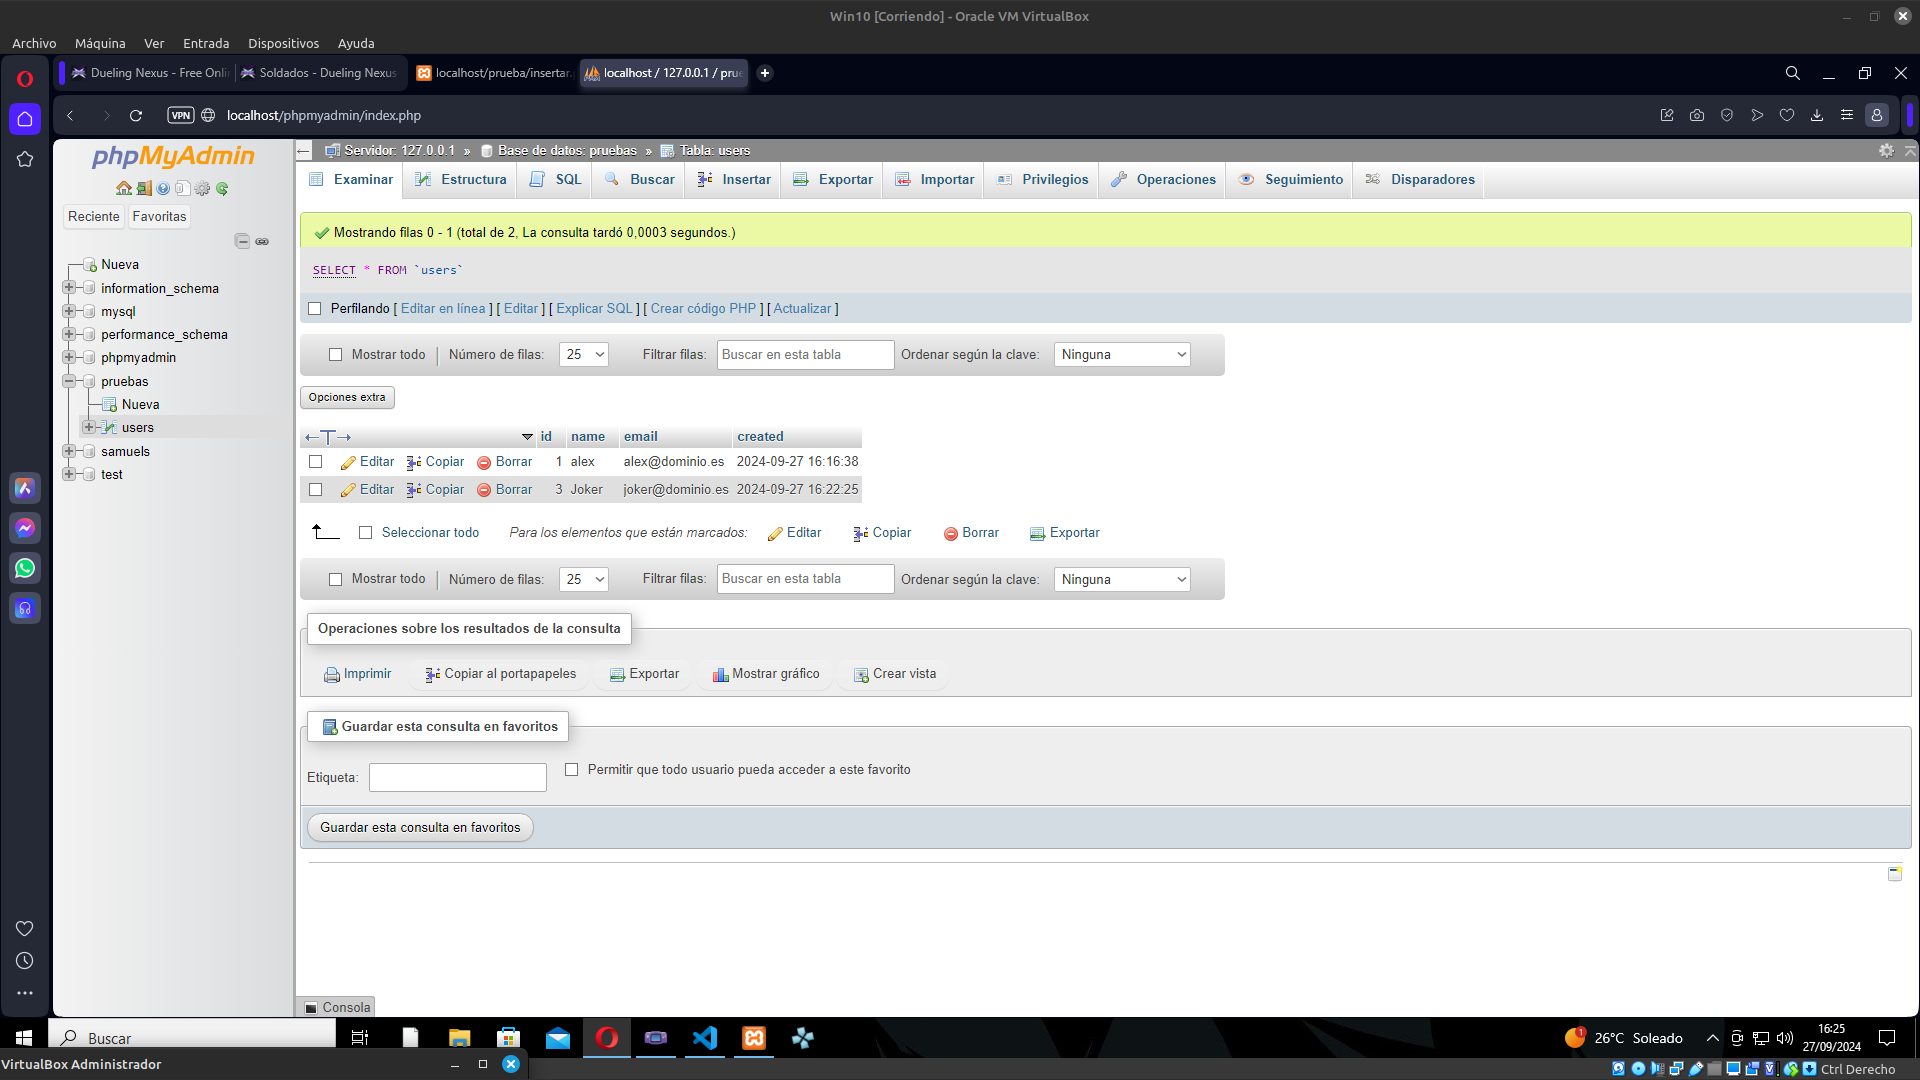 Win10 [Corriendo] - Oracle VM VirtualBox
Archivo Máquina Ver Entrada Dispositivos Ayuda
Dueling Nexus - Free Onli Soldados - Dueling Nexus localhost/prueba/insertar. localhost / 127.0.0.1 / prue
VPN localhost/phpmyadmin/index.php
phpMyAdmin
Reciente Favoritas
Nueva
information_schema
mysql
performance_schema
phpmyadmin
pruebas
Nueva
users
samuels
test
Servidor: 127.0.0.1 » Base de datos: pruebas » Tabla: users
Examinar Estructura SQL Buscar Insertar Exportar Importar Privilegios Operaciones Seguimiento Disparadores
Mostrando filas 0 - 1 (total de 2, La consulta tardó 0,0003 segundos.)
SELECT * FROM `users`
Perfilando [ Editar en línea ] [ Editar ] [ Explicar SQL ] [ Crear código PHP ] [ Actualizar ]
Mostrar todo Número de filas: 25 Filtrar filas: Buscar en esta tabla Ordenar según la clave: Ninguna
Opciones extra
id name email created
Editar Copiar Borrar 1 alex alex@dominio.es 2024-09-27 16:16:38
Editar Copiar Borrar 3 Joker joker@dominio.es 2024-09-27 16:22:25
Seleccionar todo Para los elementos que están marcados: Editar Copiar Borrar Exportar
Mostrar todo Número de filas: 25 Filtrar filas: Buscar en esta tabla Ordenar según la clave: Ninguna
Operaciones sobre los resultados de la consulta
Imprimir Copiar al portapapeles Exportar Mostrar gráfico Crear vista
Guardar esta consulta en favoritos
Etiqueta: Permitir que todo usuario pueda acceder a este favorito
Guardar esta consulta en favoritos
Consola
Buscar
1 26°C Soleado 16:25
27/09/2024
VirtualBox Administrador
Ctrl Derecho